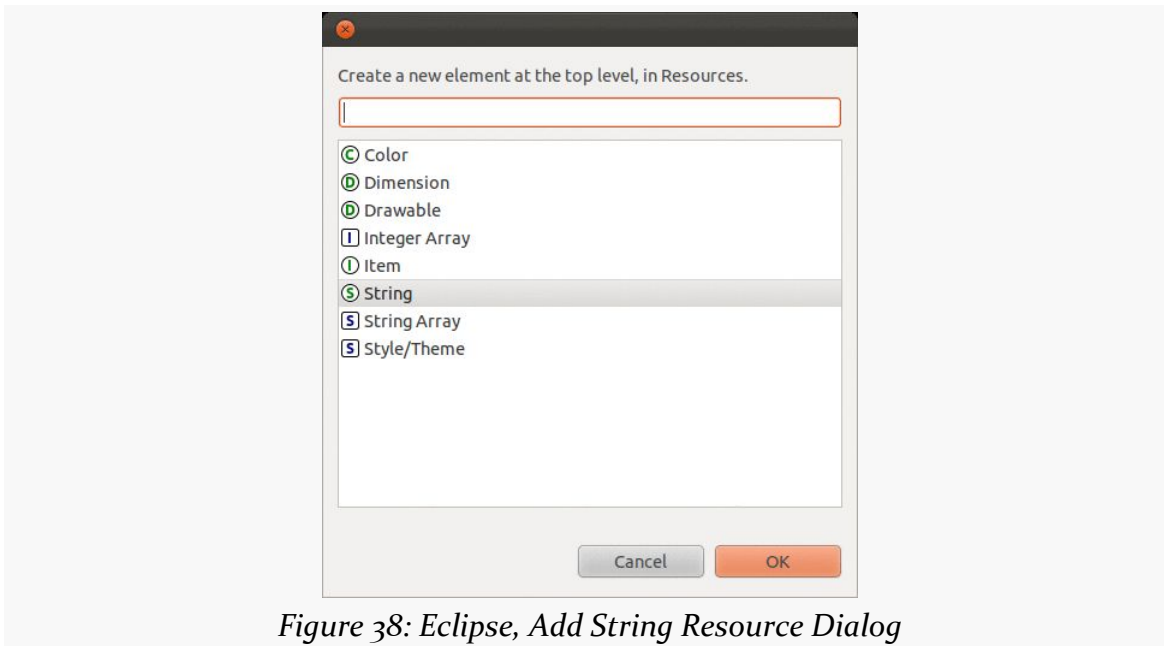 Create a new element at the top level, in Resources.
C Color
D Dimension
D Drawable
I Integer Array
I Item
S String
S String Array
S Style/Theme
Cancel OK
Figure 38: Eclipse, Add String Resource Dialog